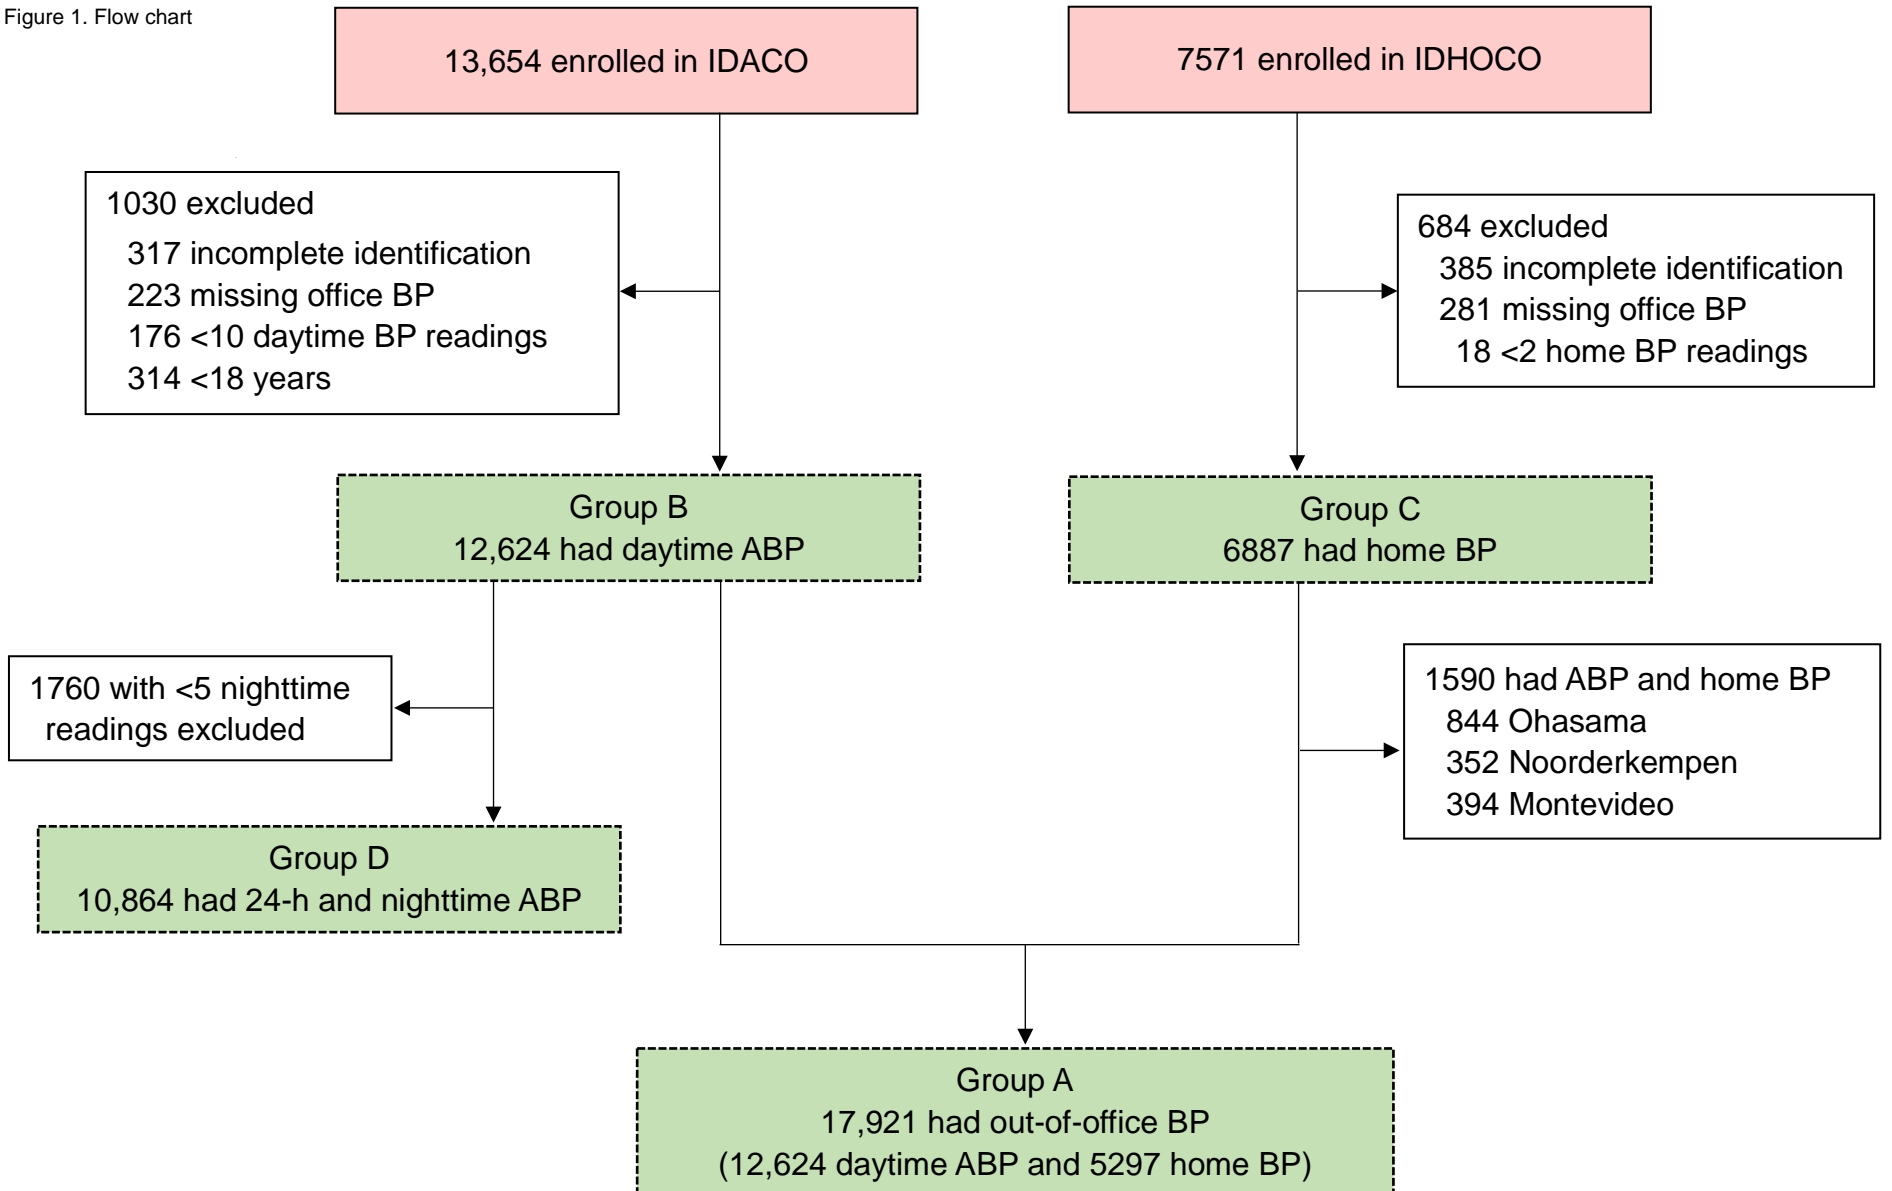 Figure 1. Flow chart
13,654 enrolled in IDACO
7571 enrolled in IDHOCO
1030 excluded
317 incomplete identification
223 missing office BP
176 <10 daytime BP readings
314 <18 years
684 excluded
385 incomplete identification
281 missing office BP
18 <2 home BP readings
Group B
12,624 had daytime ABP
Group C
6887 had home BP
1760 with <5 nighttime
readings excluded
1590 had ABP and home BP
844 Ohasama
352 Noorderkempen
394 Montevideo
Group D
10,864 had 24-h and nighttime ABP
Group A
17,921 had out-of-office BP
(12,624 daytime ABP and 5297 home BP)